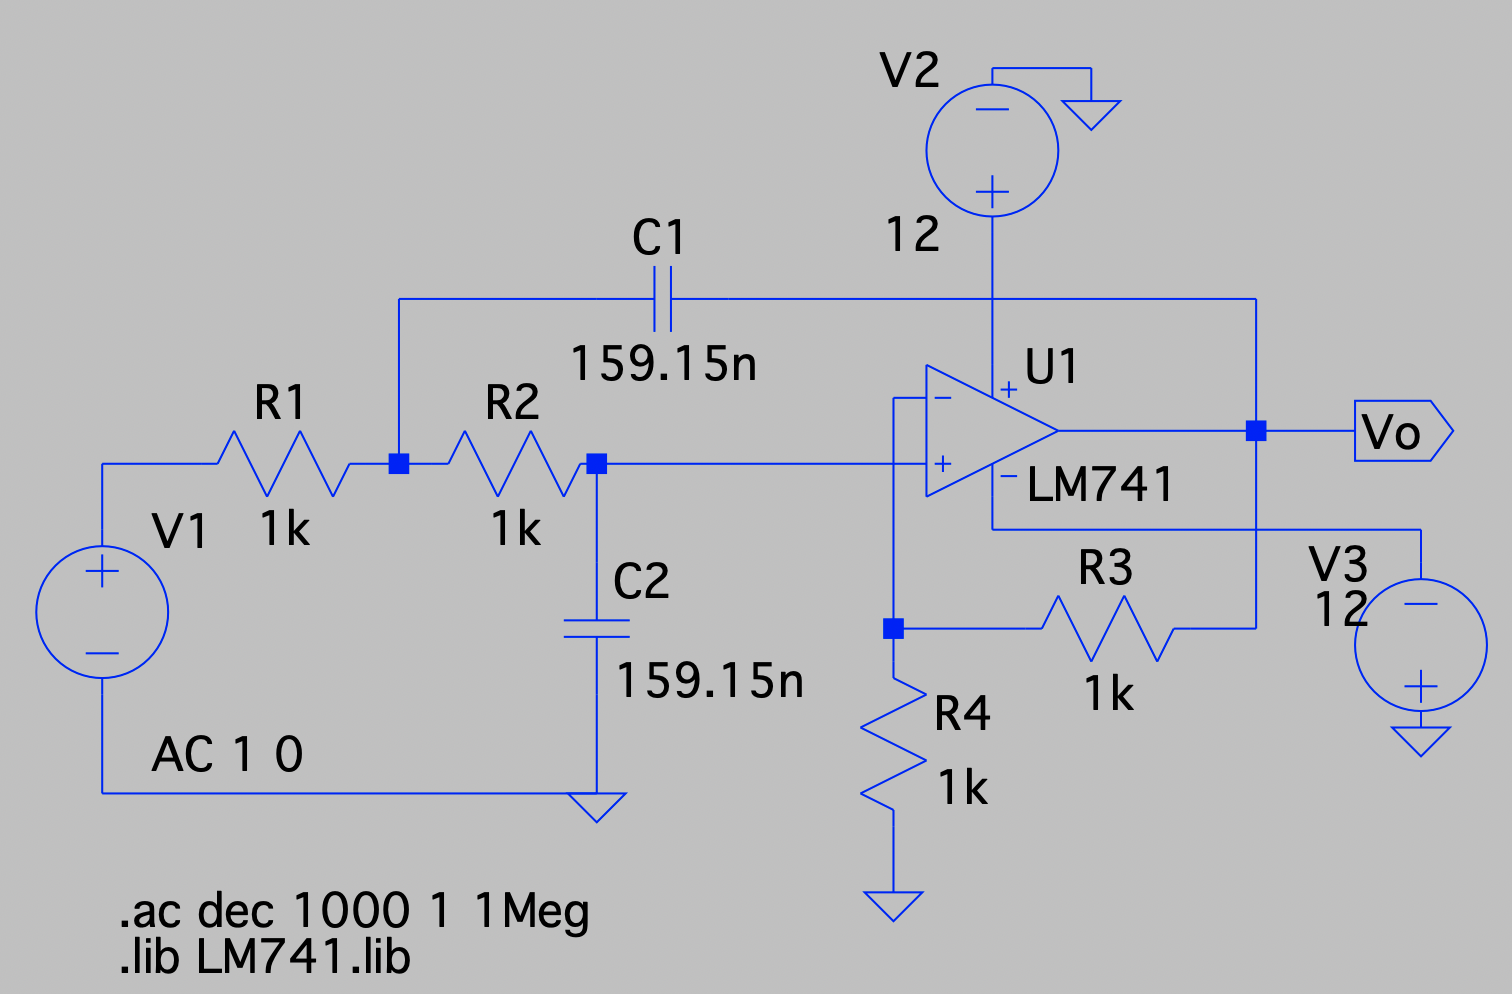 V2
12
C1
159.15n
U1
R1
R2
Vo
LM741
1k
1k
V1
R3
V3
12
C2
159.15n
1k
R4
AC 1 0
1k
.ac dec 1000 1 1Meg
.lib LM741.lib